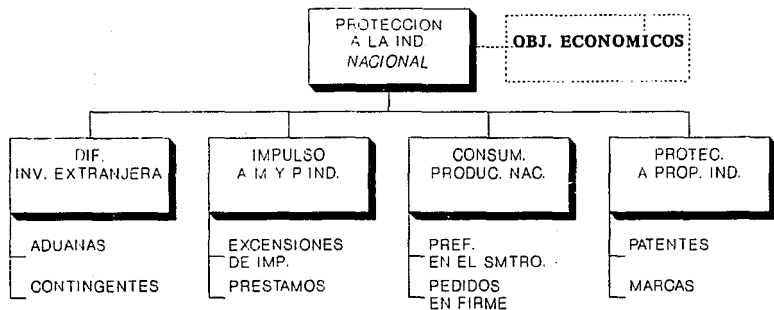 PROTECCION
A LA IND.
NACIONAL
OBJ. ECONOMICOS
DIF.
INV. EXTRANJERA
IMPULSO
A M Y P IND.
CONSUM.
PRODUC. NAC.
PROTEC.
A PROP. IND.
ADUANAS
CONTINGENTES
EXCENSIONES
DE IMP.
PRESTAMOS
PREF.
EN EL SMTRO.
PEDIDOS
EN FIRME
PATENTES
MARCAS